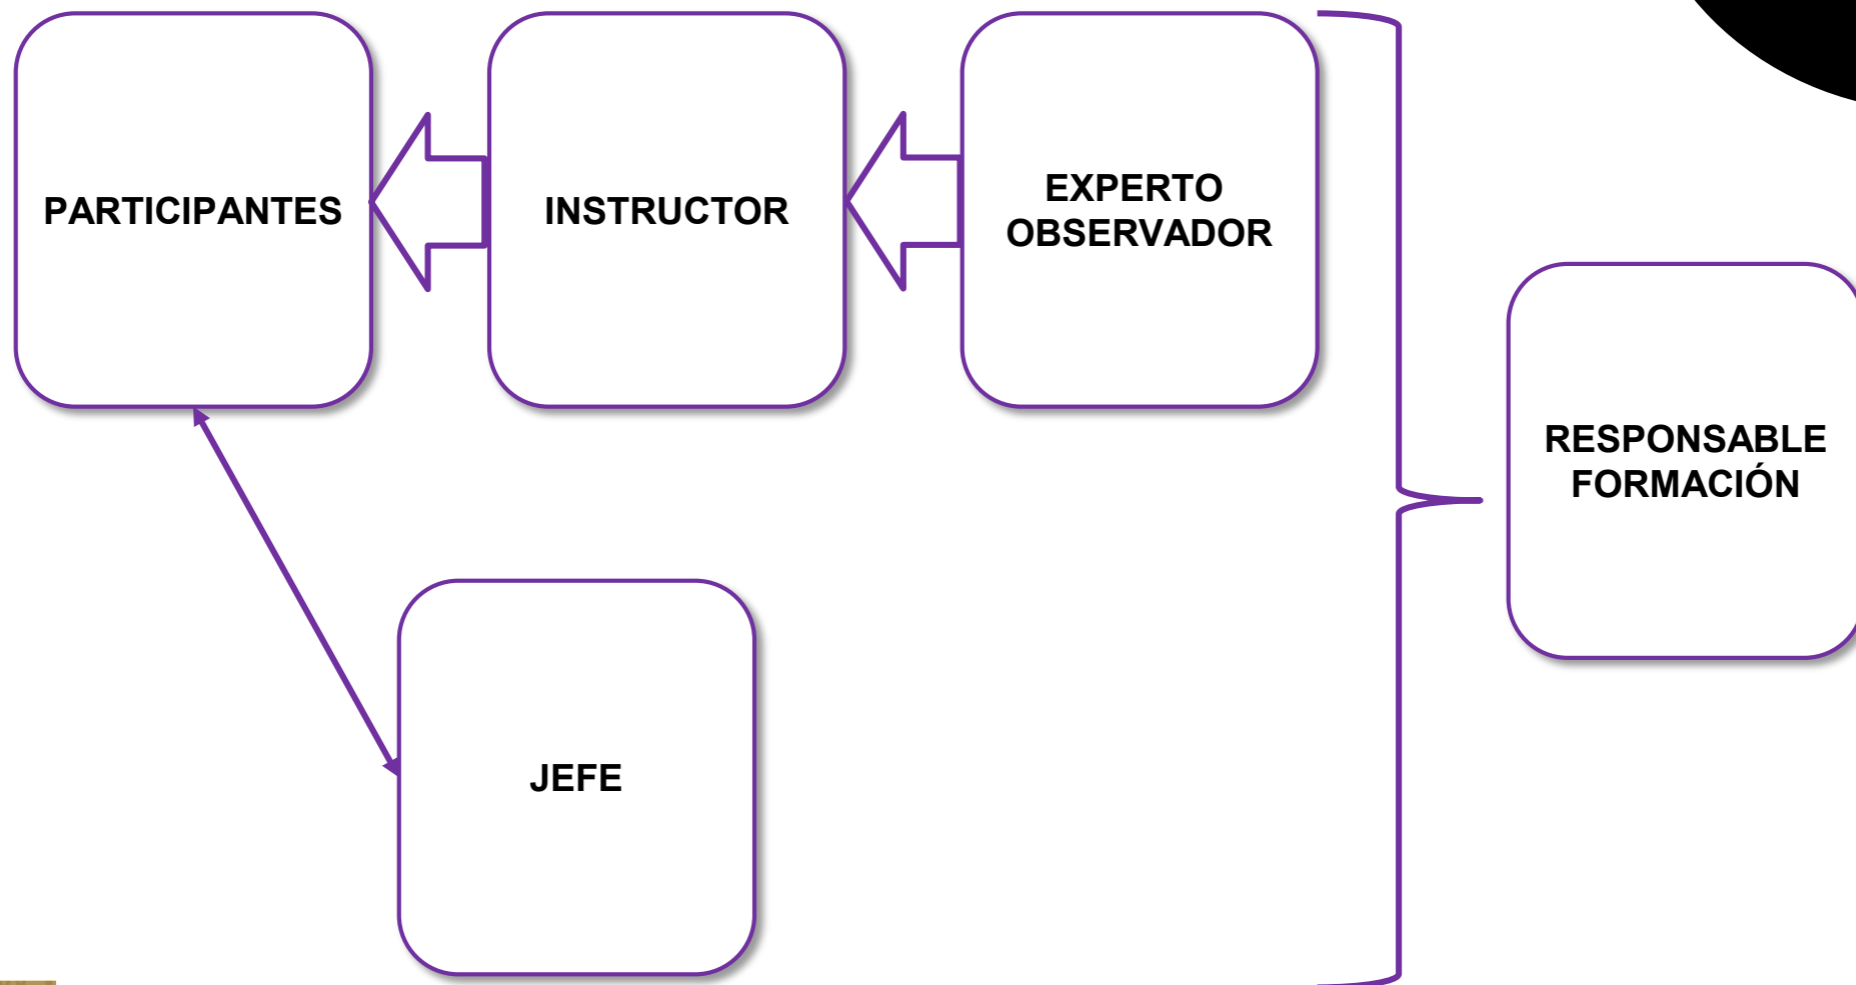 PARTICIPANTES
INSTRUCTOR
EXPERTO
OBSERVADOR
RESPONSABLE
FORMACIÓN
JEFE